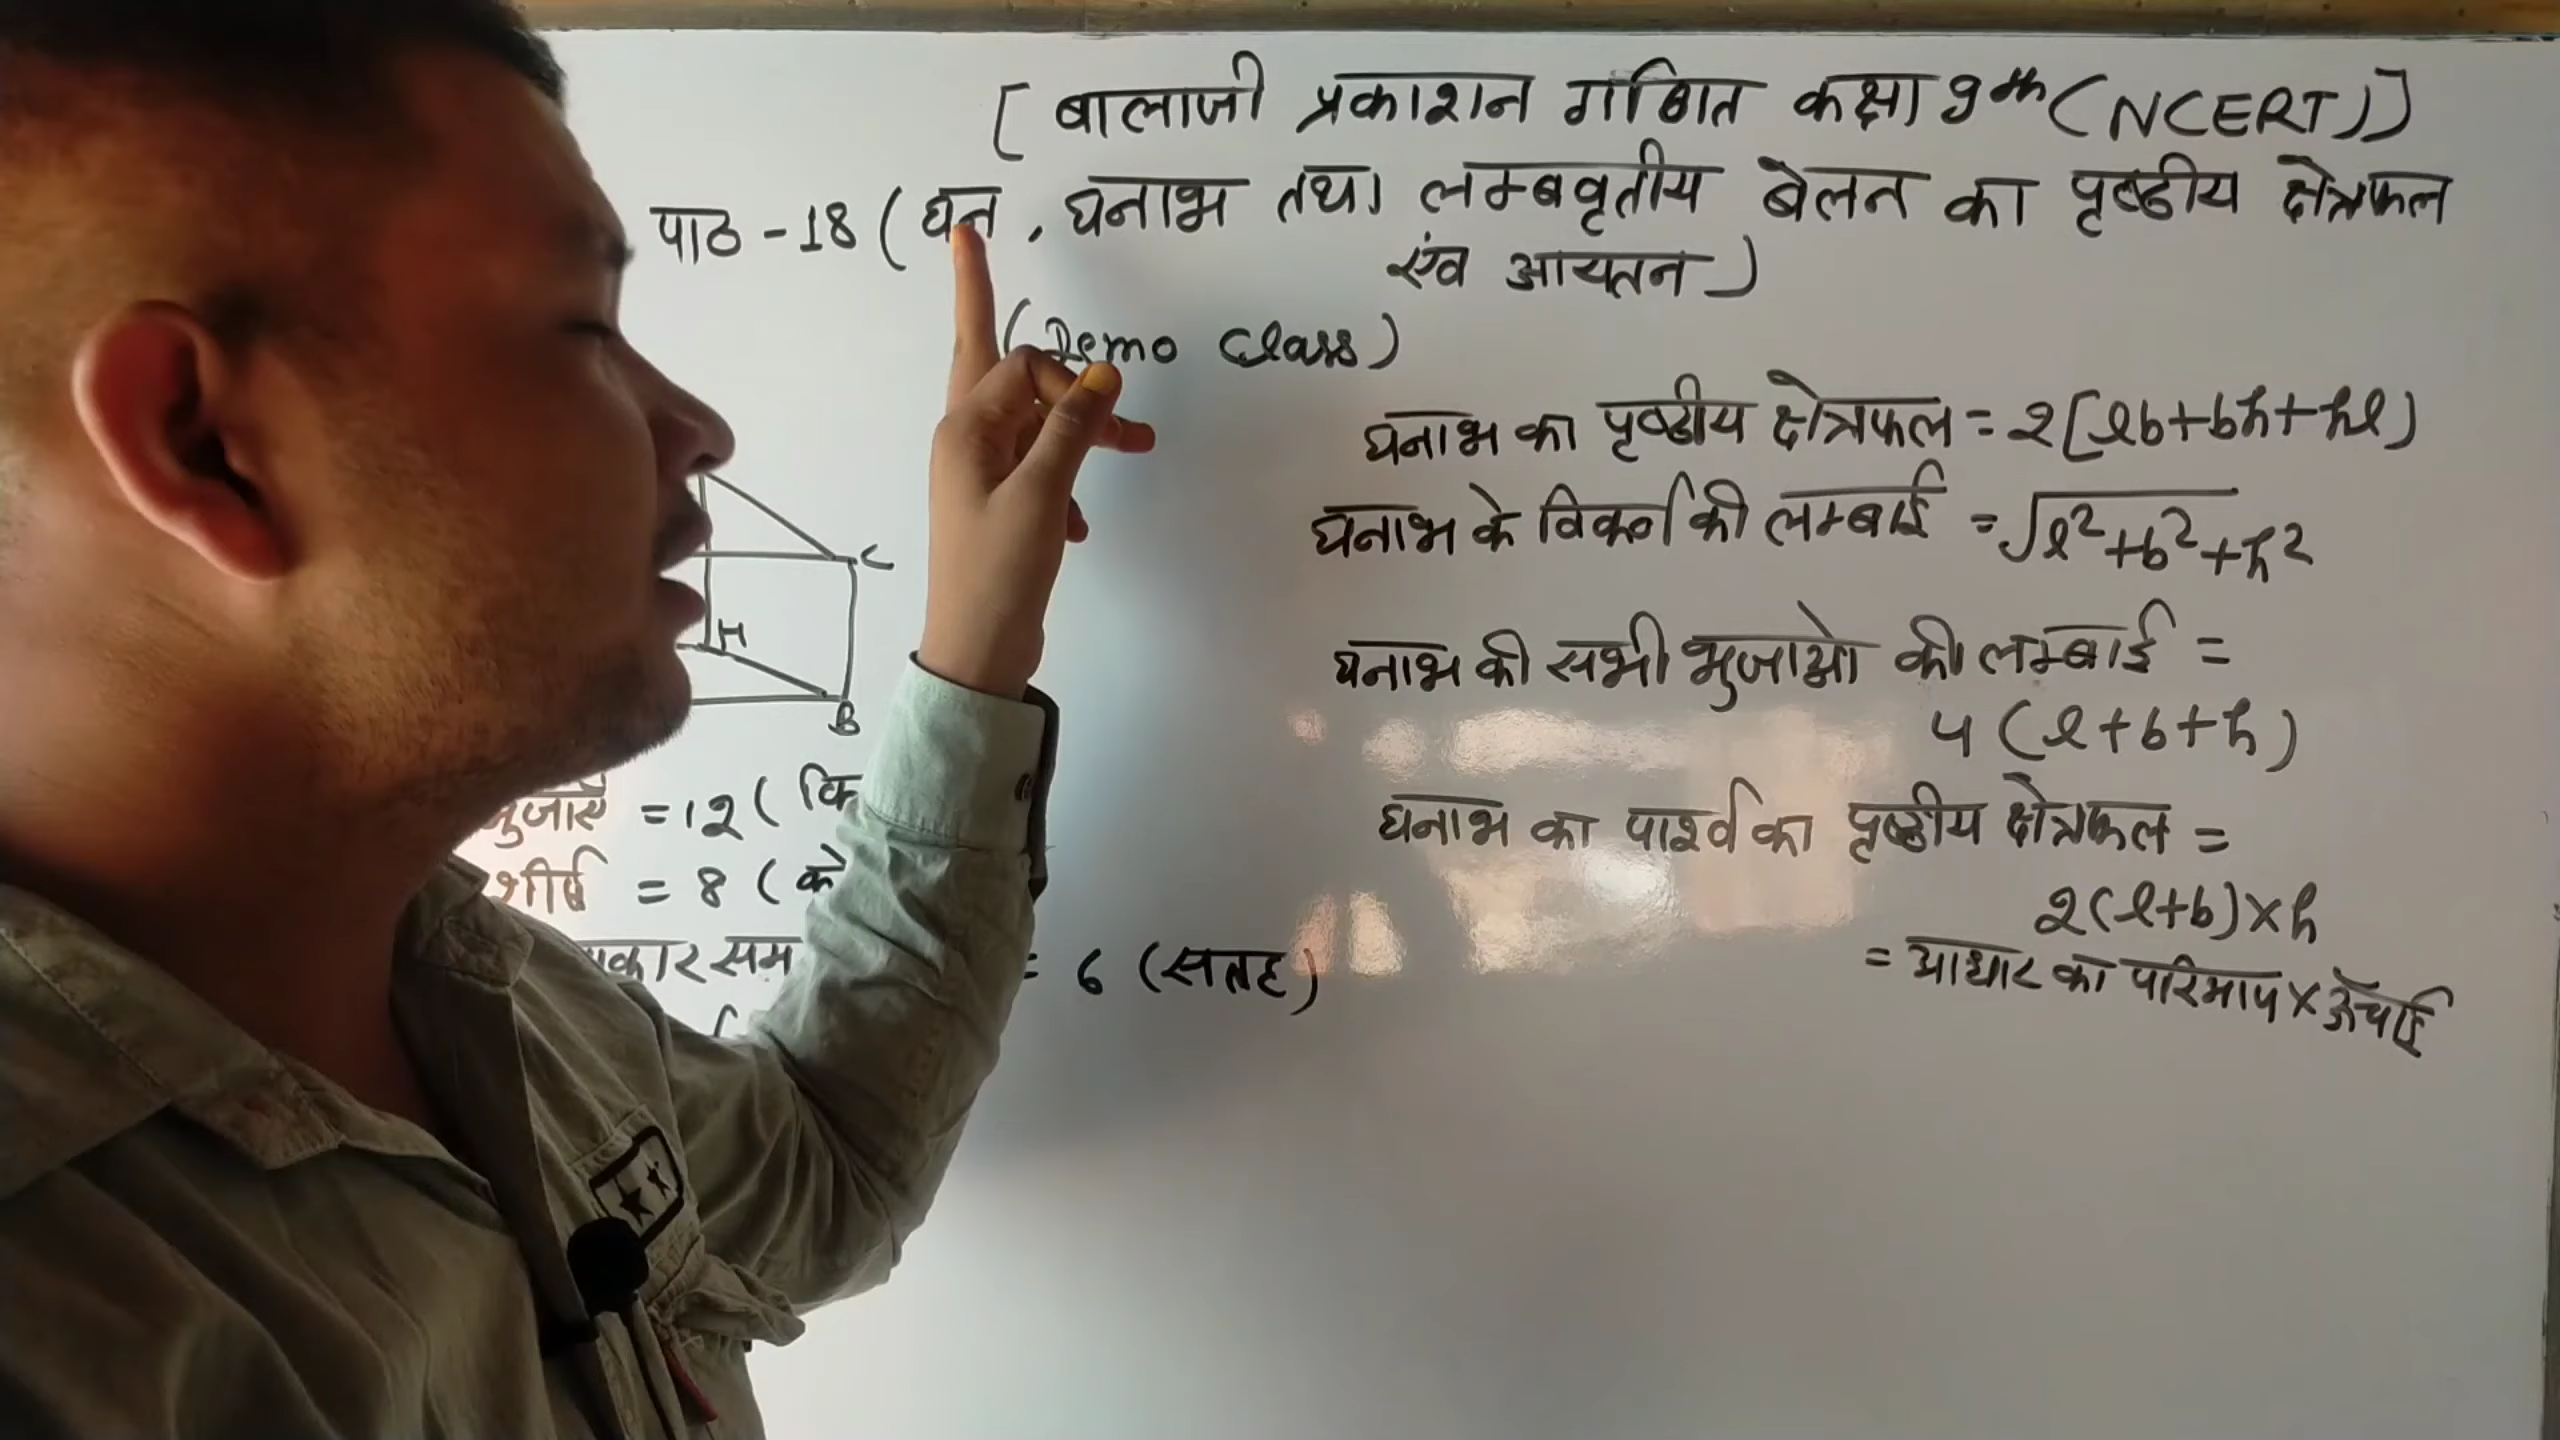 [ बालाजी प्रकाशन गणित कक्षा 9th (NCERT)]
पाठ - 18 ( घन , घनाभ तथा लम्बवृतीय बेलन का पृष्ठीय क्षेत्रफल
एंव आयतन )
(Demo Class)
घनाभ का पृष्ठीय क्षेत्रफल = 2[lb+bh+hl)
घनाभ के विकर्ण की लम्बाई = √l²+b²+h²
घनाभ की सभी भुजाओ की लम्बाई =
4 (l+b+h)
घनाभ का पार्श्व का पृष्ठीय क्षेत्रफल =
2(l+b)×h
= आधार का परिमाप × ऊँचाई
C
H
B
= 12 (
शीर्ष = 8 (
= 6 (सतह)